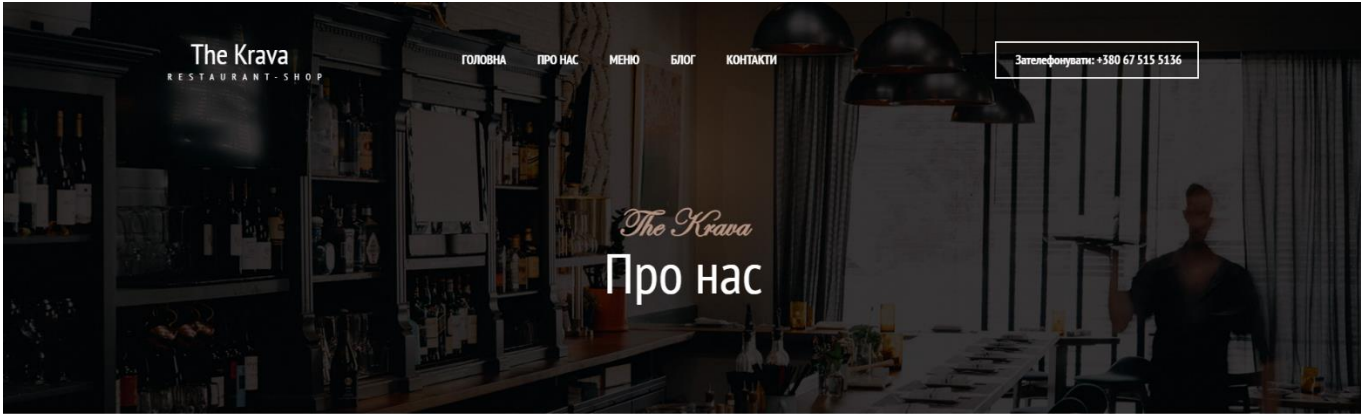 The Krava
RESTAURANT-SHOP
ГОЛОВНА ПРО НАС МЕНЮ БЛОГ КОНТАКТИ
Зателефонувати: +380 67 515 5136
The Krava
Про нас